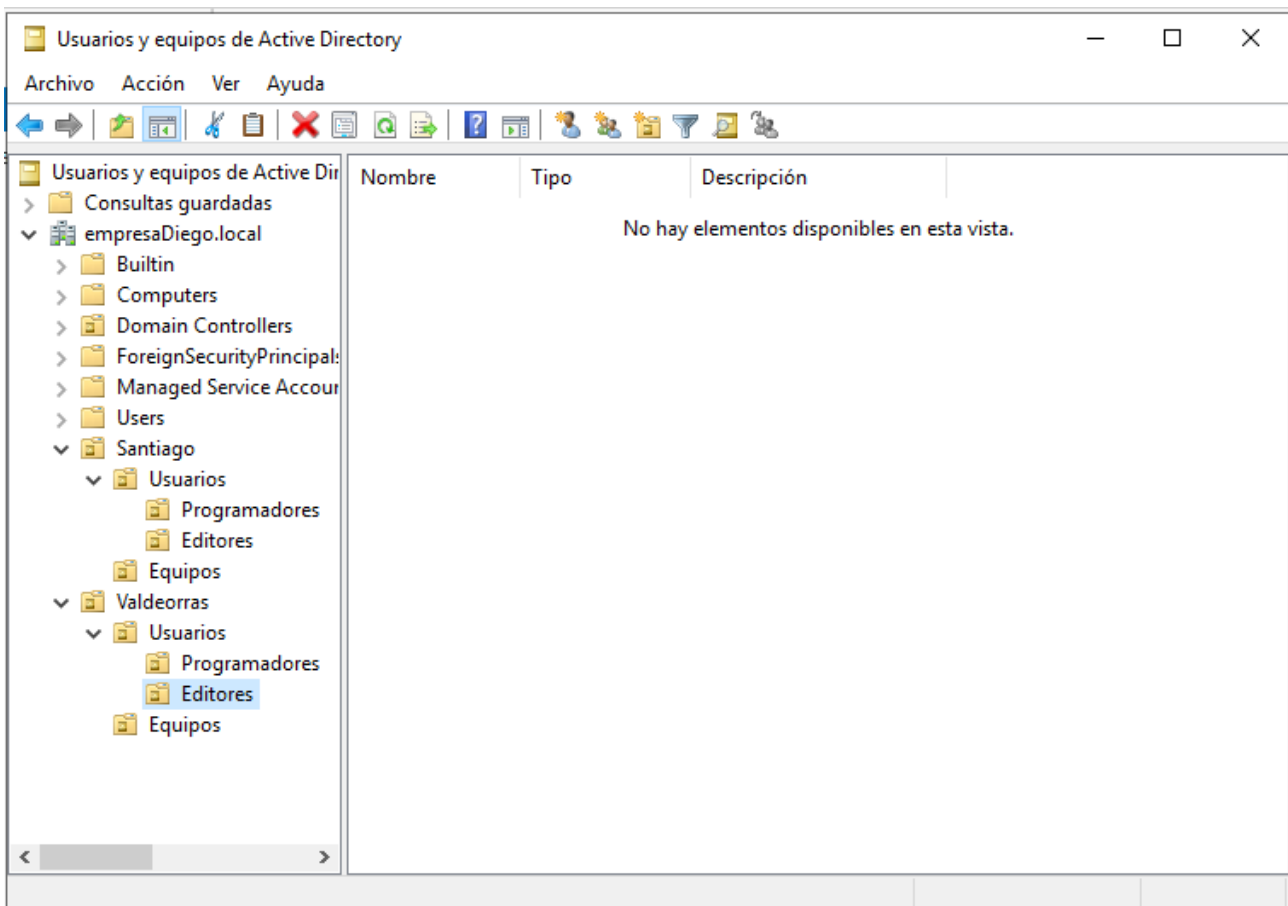 Usuarios y equipos de Active Directory
Archivo Acción Ver Ayuda
Usuarios y equipos de Active Dir
Nombre Tipo Descripción
Consultas guardadas
No hay elementos disponibles en esta vista.
empresaDiego.local
Builtin
Computers
Domain Controllers
ForeignSecurityPrincipals
Managed Service Accour
Users
Santiago
Usuarios
Programadores
Editores
Equipos
Valdeorras
Usuarios
Programadores
Editores
Equipos